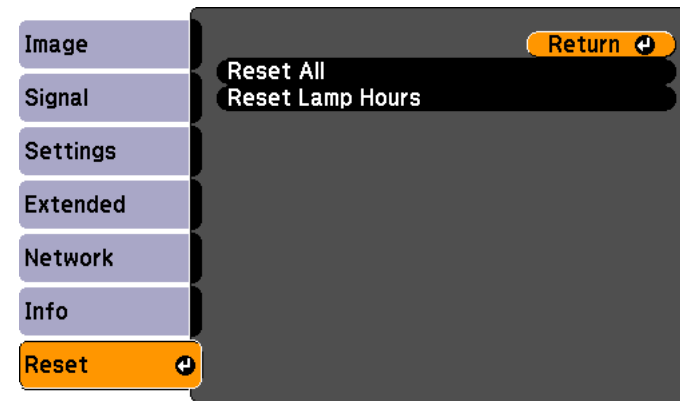 Image
Signal
Settings
Extended
Network
Info
Reset
Return
Reset All
Reset Lamp Hours